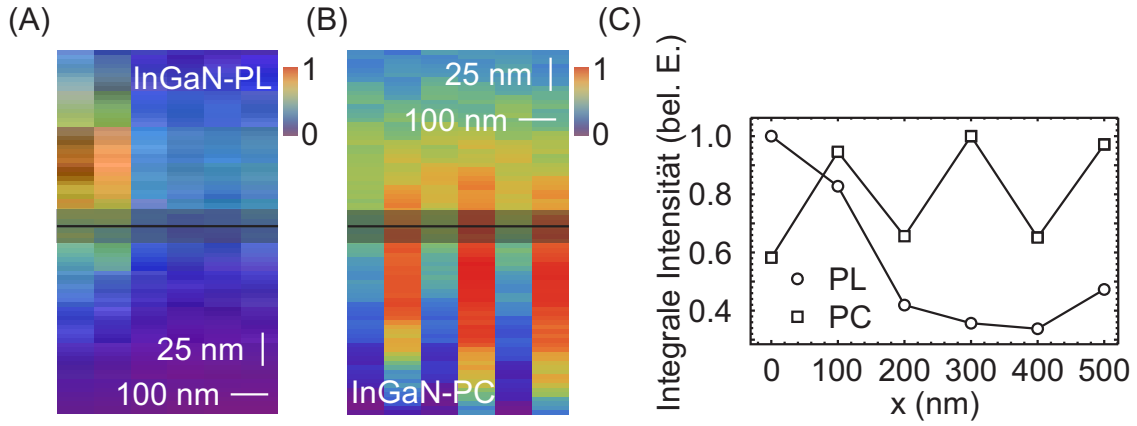 (A)
InGaN-PL
1
0
25 nm
100 nm
(B)
25 nm
100 nm
1
0
InGaN-PC
(C)
Integrale Intensität (bel. E.)
1.0
0.8
0.6
0.4
PL
PC
0 100 200 300 400 500
x (nm)